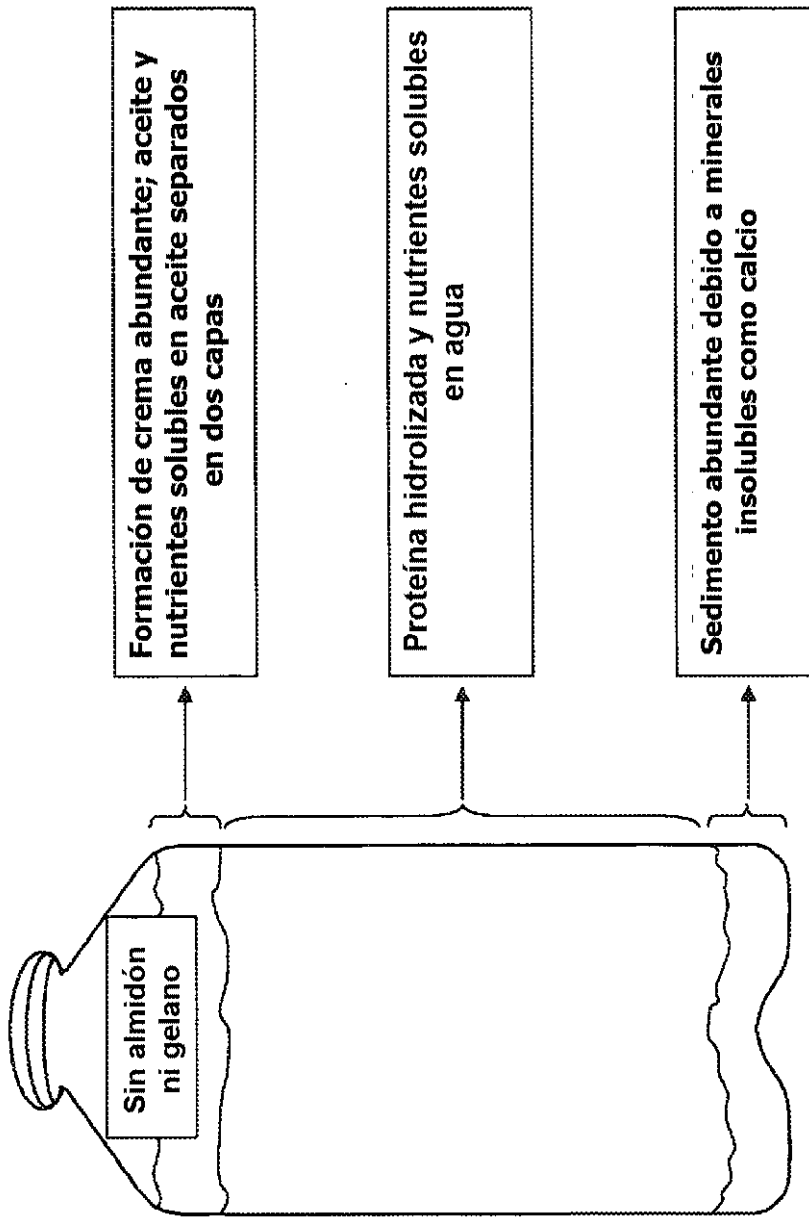 Sin almidón
ni gelano
Formación de crema abundante; aceite y
nutrientes solubles en aceite separados
en dos capas
Proteína hidrolizada y nutrientes solubles
en agua
Sedimento abundante debido a minerales
insolubles como calcio